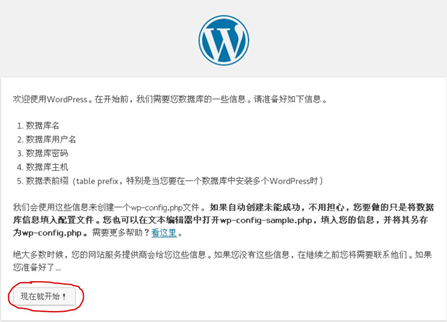 欢迎使用WordPress。在开始前，我们需要您数据库的一些信息。请准备好如下信息。
1. 数据库名
2. 数据库用户名
3. 数据库密码
4. 数据库主机
5. 数据表前缀（table prefix，特别是当您要在一个数据库中安装多个WordPress时）
我们会使用这些信息来创建一个wp-config.php文件。如果自动创建未能成功，不用担心，您要做的只是将数据
库信息填入配置文件。您也可以在文本编辑器中打开wp-config-sample.php，填入您的信息，并将其另存
为wp-config.php。需要更多帮助？看这里。
绝大多数时候，您的网站服务提供商会给您这些信息。如果您没有这些信息，在继续之前您将需要联系他们。如果
您准备好了…
现在就开始！